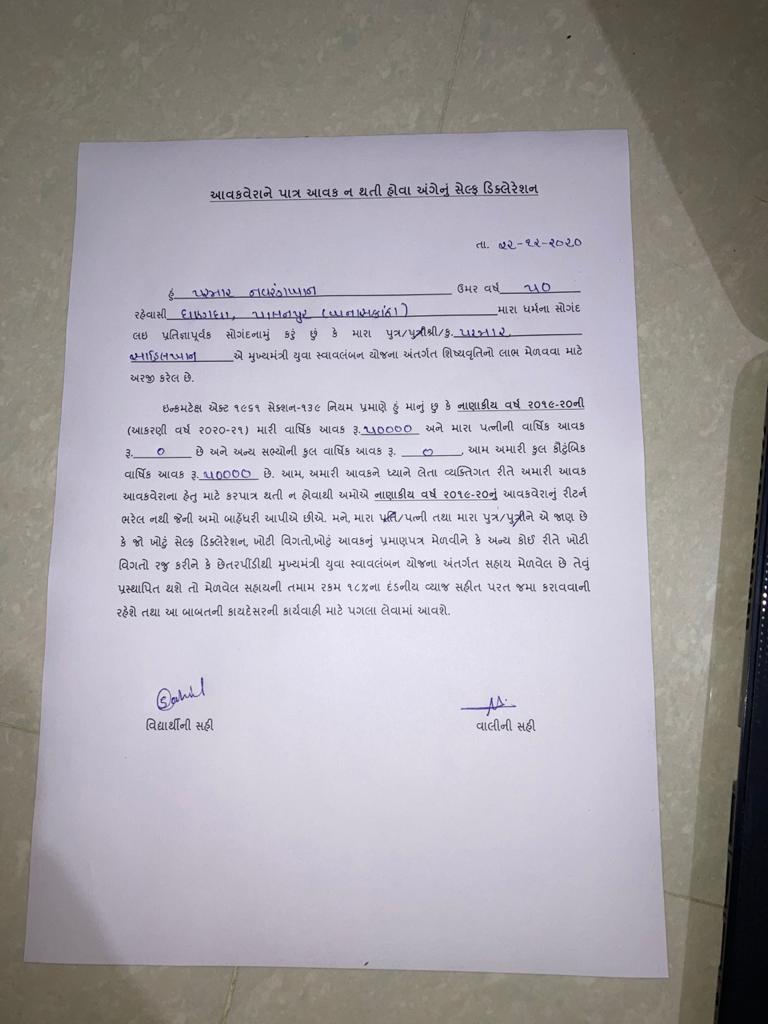 આવકવેરાને પાત્ર આવક ન થતી હોવા અંગેનું સેલ્ફ ડિક્લેરેશન
તા. ૨૨-૧૨-૨૦૨૦
હું પરમાર નવરંગખાન ઉમર વર્ષ ૫૦
રહેવાસી ધાણધા, પાલનપુર (બનાસકાંઠા) મારા ધર્મના સોગંદ
લઇ પ્રતિજ્ઞાપૂર્વક સોગંદનામું કરું છું કે મારા પુત્ર/પુત્રીશ્રી/કુ. પરમાર
સાહિલખાન એ મુખ્યમંત્રી યુવા સ્વાવલંબન યોજના અંતર્ગત શિષ્યવૃતિનો લાભ મેળવવા માટે
અરજી કરેલ છે.
ઇન્કમટેક્ષ એક્ટ ૧૯૬૧ સેક્શન-૧૩૯ નિયમ પ્રમાણે હું માનું છુ કે નાણાકીય વર્ષ ૨૦૧૯-૨૦ની
(આકરણી વર્ષ ૨૦૨૦-૨૧) મારી વાર્ષિક આવક રૂ. ૫૦૦૦૦ અને મારા પત્નીની વાર્ષિક આવક
રૂ. ૦ છે અને અન્ય સભ્યોની કુલ વાર્ષિક આવક રૂ. ૦ , આમ અમારી કુલ કૌટુંબિક
વાર્ષિક આવક રૂ. ૫૦૦૦૦ છે. આમ, અમારી આવકને ધ્યાને લેતા વ્યક્તિગત રીતે અમારી આવક
આવકવેરાના હેતુ માટે કરપાત્ર થતી ન હોવાથી અમોએ નાણાકીય વર્ષ ૨૦૧૯-૨૦નું આવકવેરાનું રીટર્ન
ભરેલ નથી જેની અમો બાહેંધરી આપીએ છીએ. મને, મારા પતિ/પત્ની તથા મારા પુત્ર/પુત્રીને એ જાણ છે
કે જો ખોટું સેલ્ફ ડિક્લેરેશન, ખોટી વિગતો,ખોટું આવકનું પ્રમાણપત્ર મેળવીને કે અન્ય કોઈ રીતે ખોટી
વિગતો રજુ કરીને કે છેતરપીંડીથી મુખ્યમંત્રી યુવા સ્વાવલંબન યોજના અંતર્ગત સહાય મેળવેલ છે તેવું
પ્રસ્થાપિત થશે તો મેળવેલ સહાયની તમામ રકમ ૧૮%ના દંડનીય વ્યાજ સહીત પરત જમા કરાવવાની
રહેશે તથા આ બાબતની કાયદેસરની કાર્યવાહી માટે પગલા લેવામાં આવશે.
Sahil
વિદ્યાર્થીની સહી
વાલીની સહી